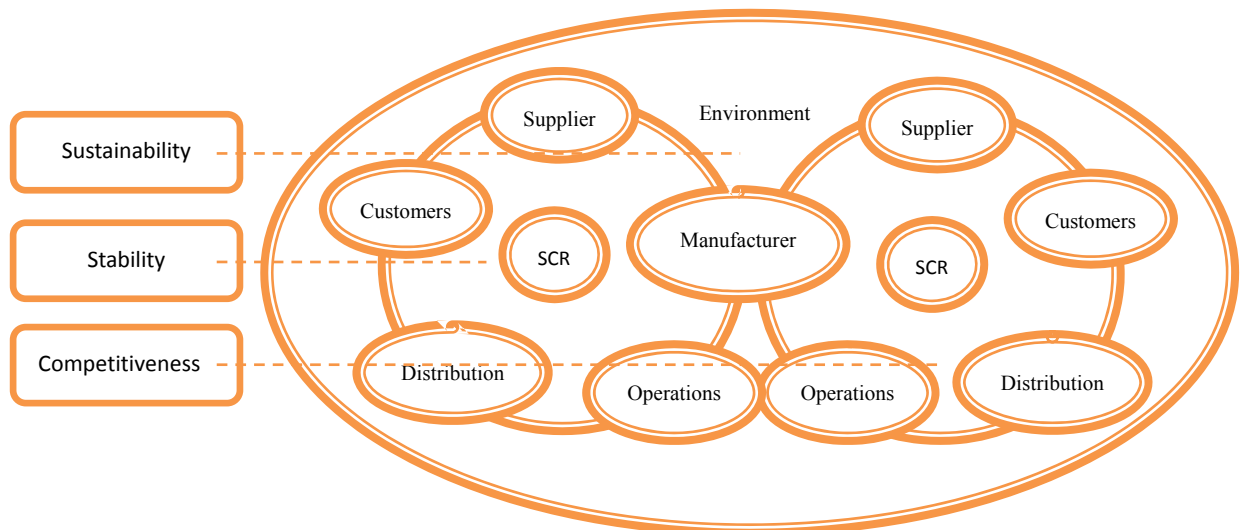 Environment
Supplier
Supplier
Sustainability
Customers
Customers
Manufacturer
Stability
SCR
SCR
Competitiveness
Distribution
Operations
Operations
Distribution